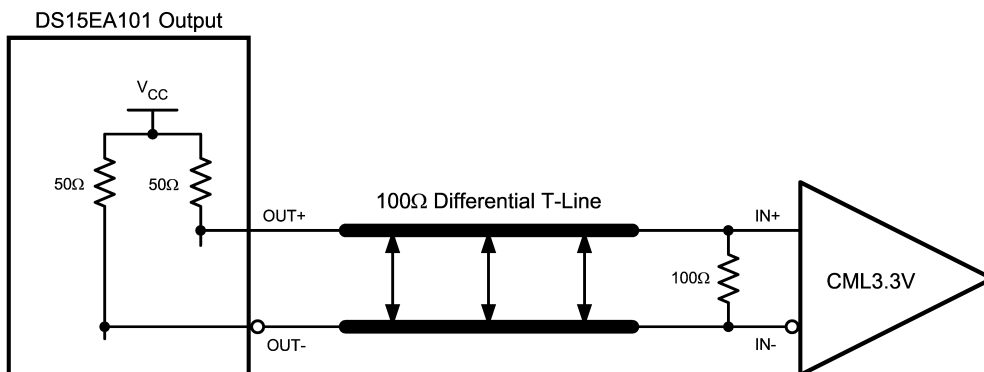 DS15EA101 Output
VCC
50Ω
50Ω
100Ω Differential T-Line
OUT+
IN+
100Ω
CML3.3V
OUT-
IN-